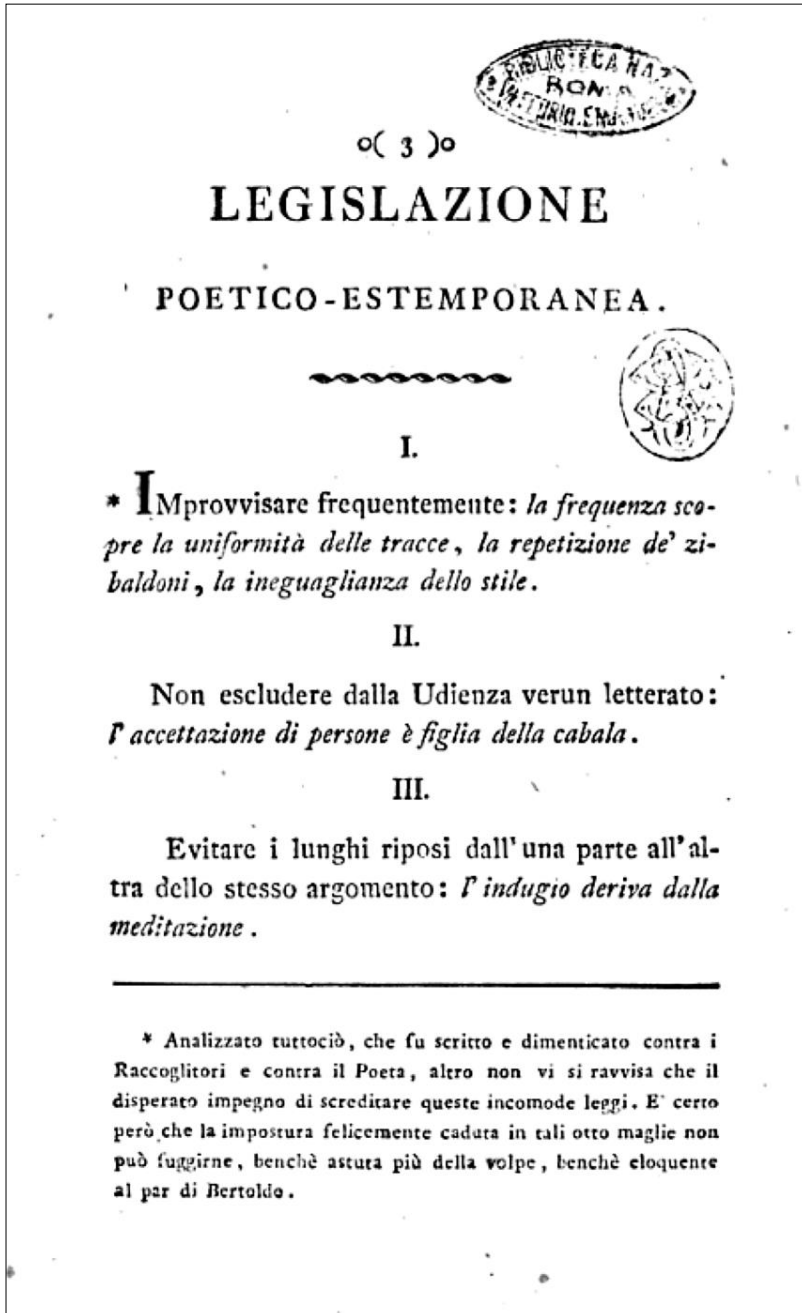 BIBLIOTECA NAZ
ROMA
VITTORIO EMANUELE
o( 3 )o
LEGISLAZIONE
POETICO-ESTEMPORANEA.
I.
* IMprovvisare frequentemente: la frequenza sco-
pre la uniformità delle tracce, la repetizione de' zi-
baldoni, la ineguaglianza dello stile.
II.
Non escludere dalla Udienza verun letterato:
l'accettazione di persone è figlia della cabala.
III.
Evitare i lunghi riposi dall'una parte all'al-
tra dello stesso argomento: l'indugio deriva dalla
meditazione.
* Analizzato tuttociò, che fu scritto e dimenticato contra i
Raccoglitori e contra il Poeta, altro non vi si ravvisa che il
disperato impegno di screditare queste incomode leggi. E' certo
però che la impostura felicemente caduta in tali otto maglie non
può fuggirne, benchè astuta più della volpe, benchè eloquente
al par di Bertoldo.